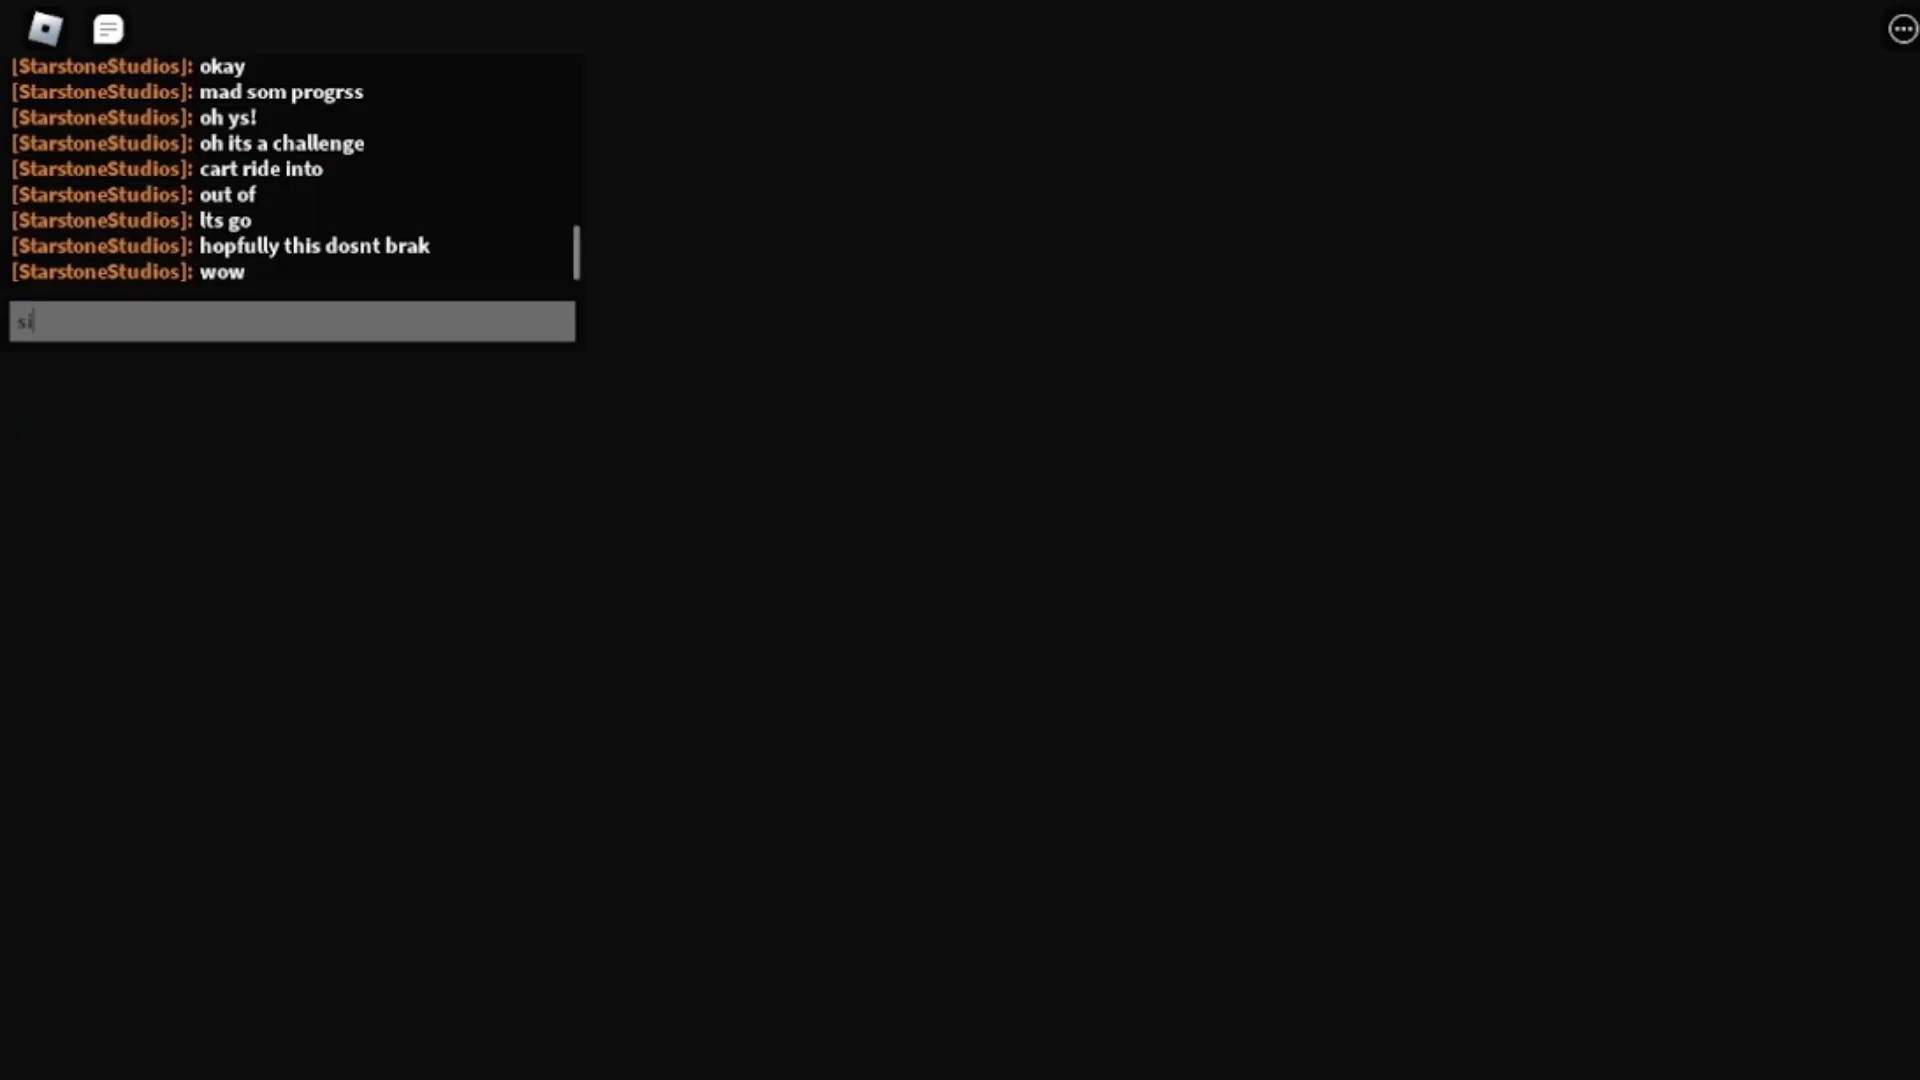 [StarstoneStudios]: okay
[StarstoneStudios]: mad som progrss
[StarstoneStudios]: oh ys!
[StarstoneStudios]: oh its a challenge
[StarstoneStudios]: cart ride into
[StarstoneStudios]: out of
[StarstoneStudios]: lts go
[StarstoneStudios]: hopfully this dosnt brak
[StarstoneStudios]: wow
si